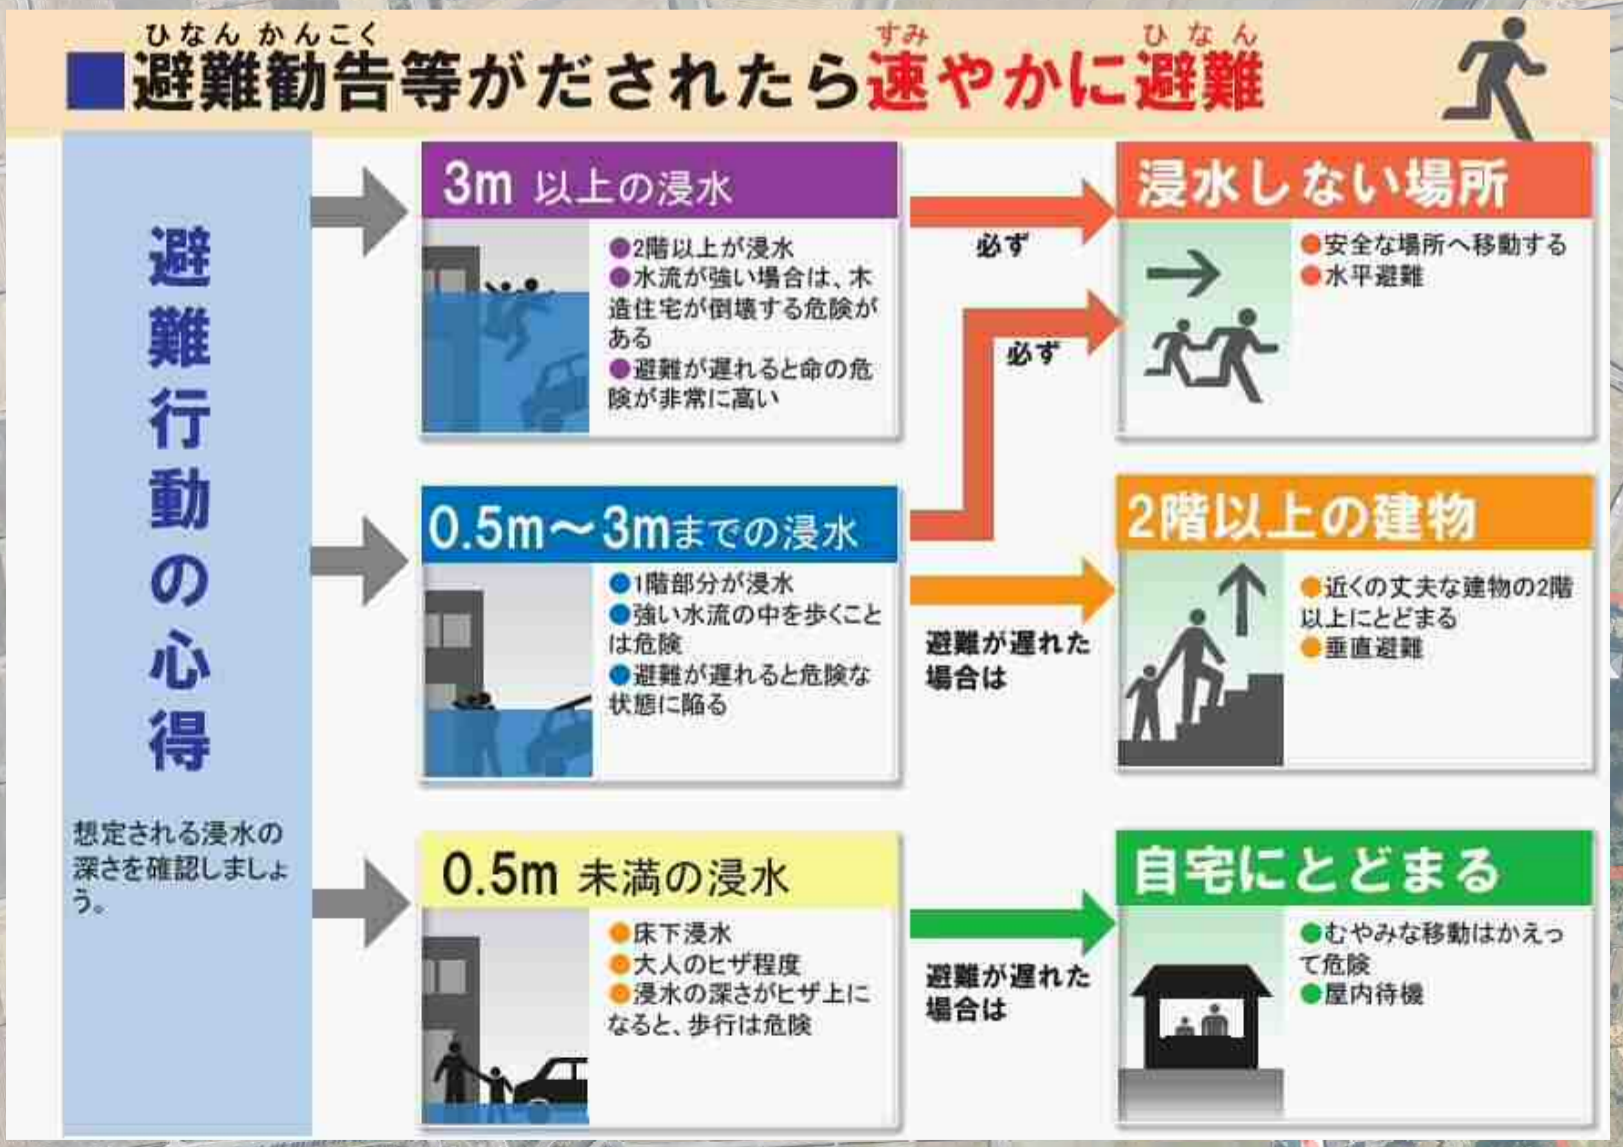 ひなんかんこく すみ ひなん
■避難勧告等がだされたら速やかに避難
避難行動の心得
想定される浸水の
深さを確認しましょ
う。
3m 以上の浸水
●2階以上が浸水
●水流が強い場合は、木
造住宅が倒壊する危険が
ある
●避難が遅れると命の危
険が非常に高い
必ず
浸水しない場所
●安全な場所へ移動する
●水平避難
0.5m～3mまでの浸水
●1階部分が浸水
●強い水流の中を歩くこと
は危険
●避難が遅れると危険な
状態に陥る
必ず
避難が遅れた
場合は
2階以上の建物
●近くの丈夫な建物の2階
以上にとどまる
●垂直避難
0.5m 未満の浸水
●床下浸水
●大人のヒザ程度
●浸水の深さがヒザ上に
なると、歩行は危険
避難が遅れた
場合は
自宅にとどまる
●むやみな移動はかえっ
て危険
●屋内待機